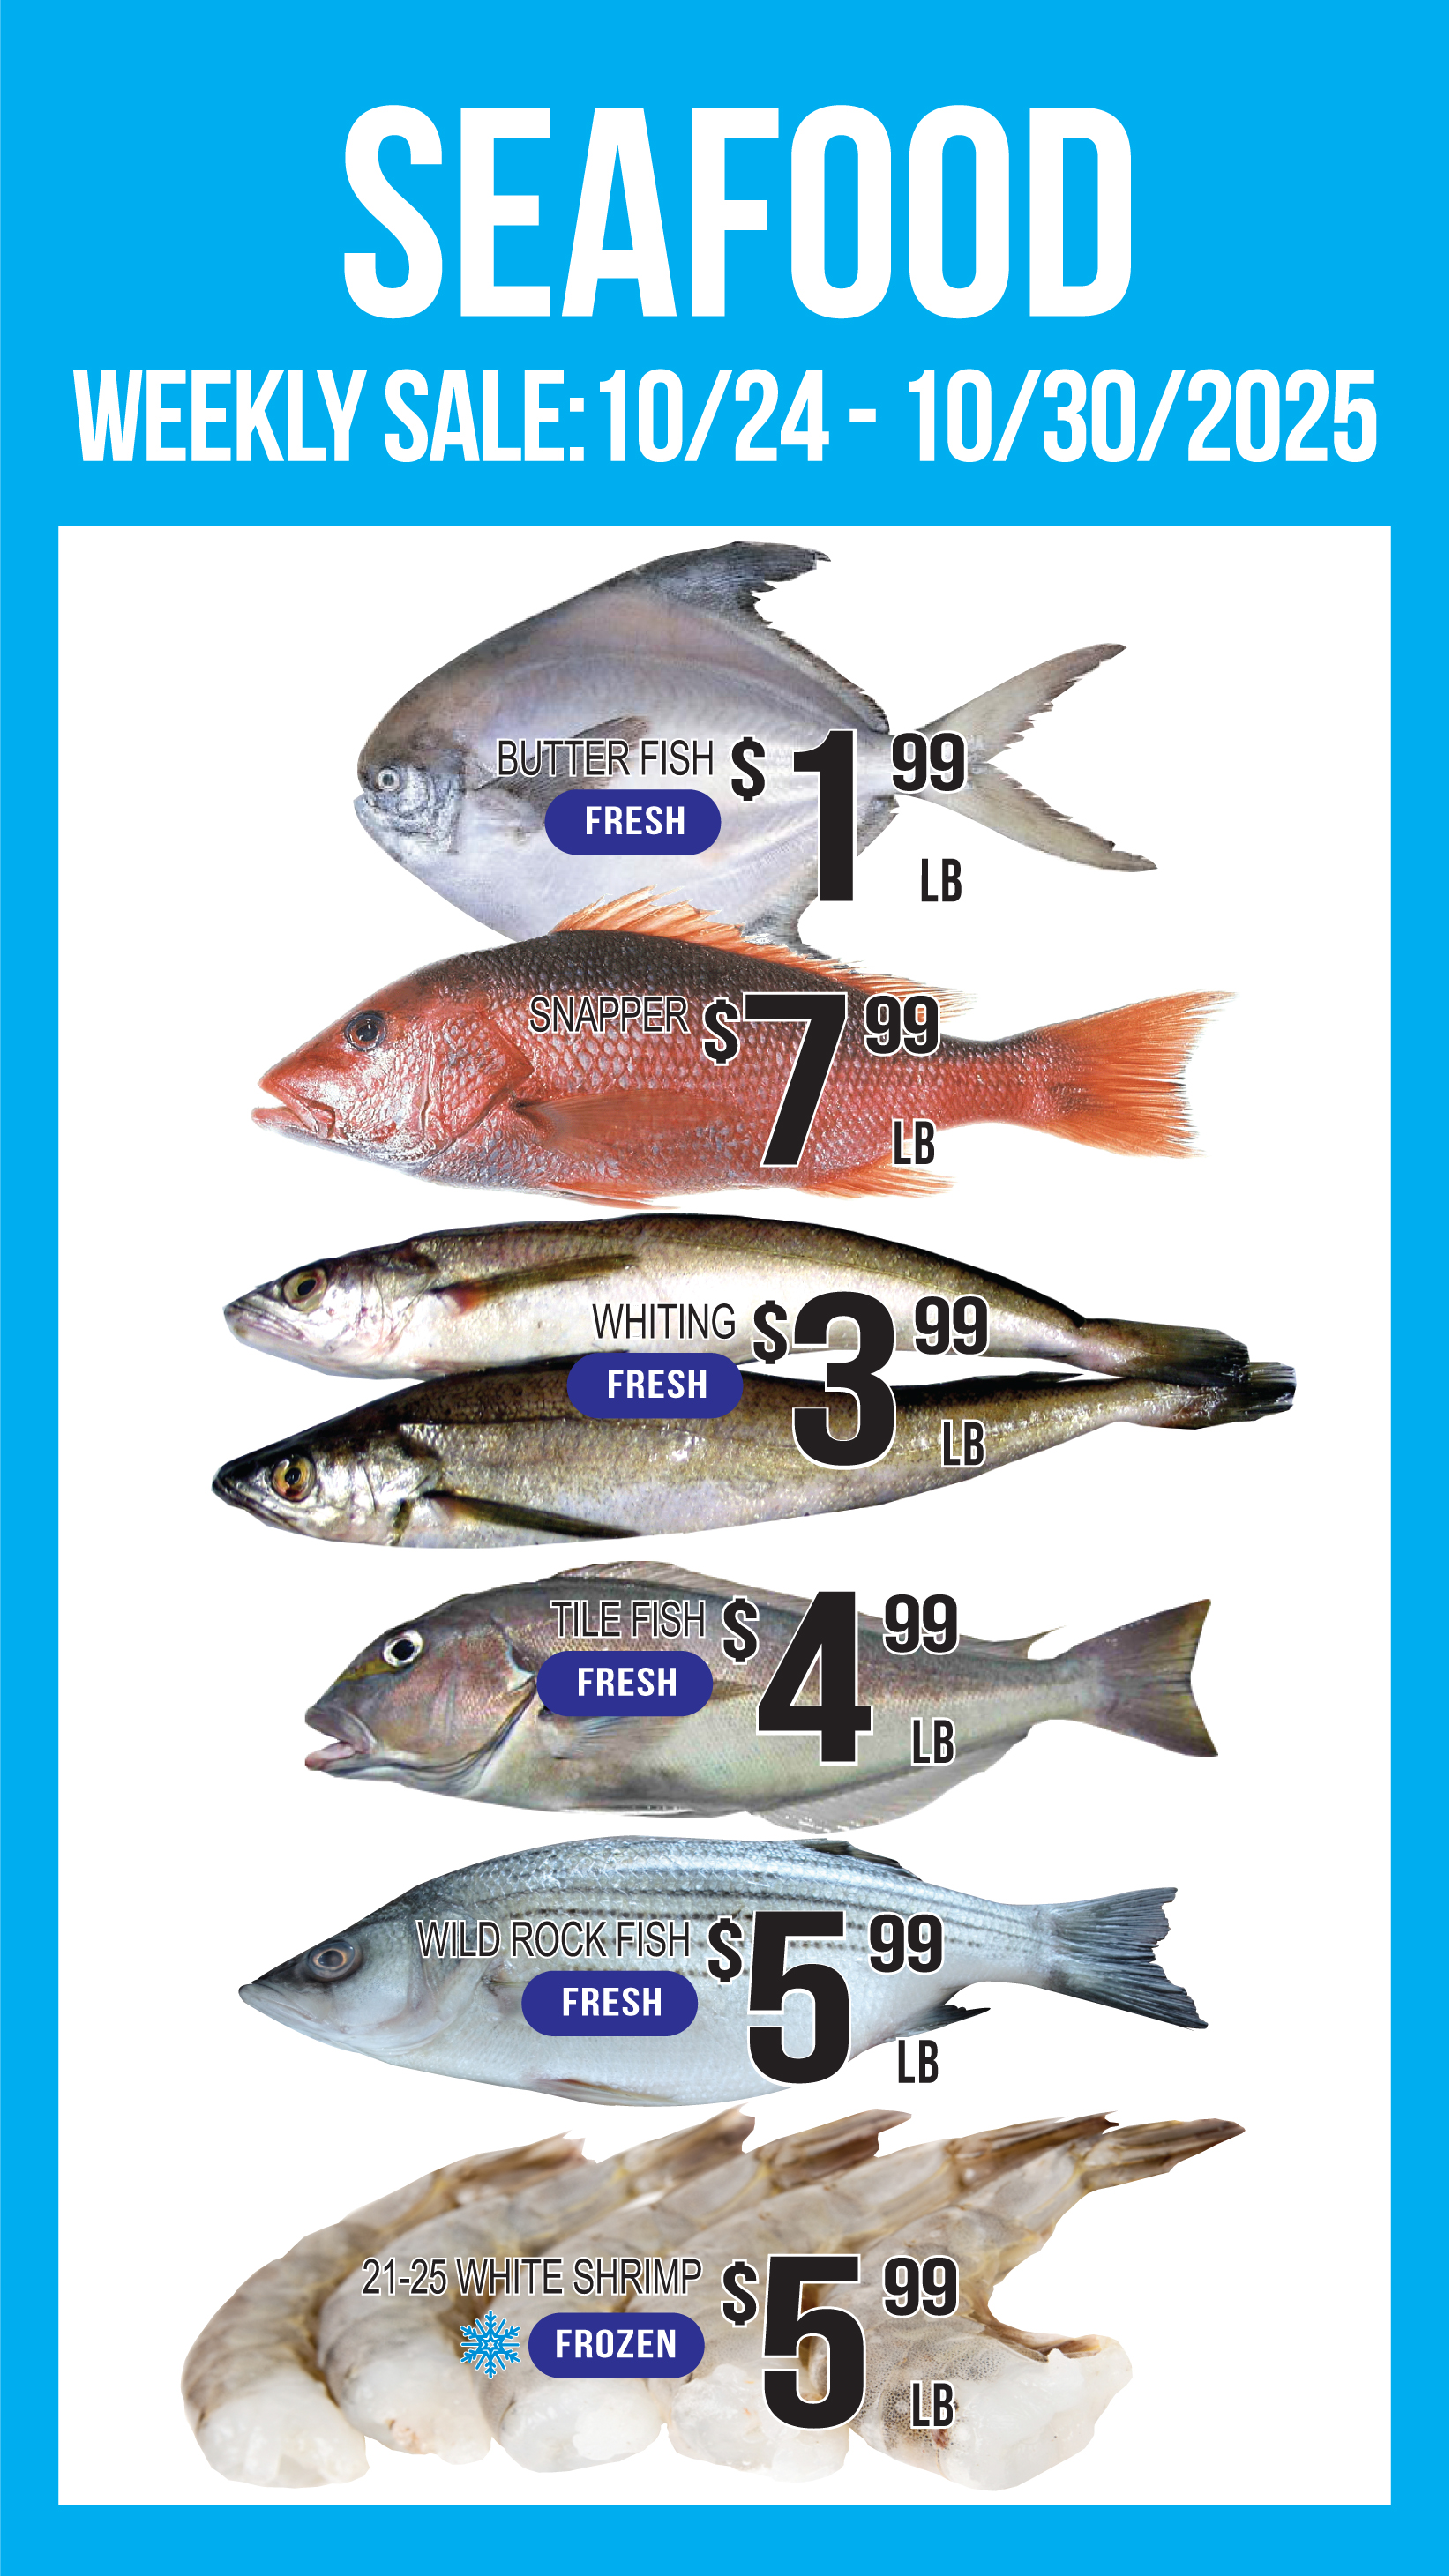 SEAFOOD
WEEKLY SALE: 10/24 - 10/30/2025
BUTTER FISH $1 99
FRESH
LB
SNAPPER $7 99
LB
WHITING $3 99
FRESH
LB
TILE FISH $4 99
FRESH
LB
WILD ROCK FISH $5 99
FRESH
LB
21-25 WHITE SHRIMP $5 99
FROZEN
LB